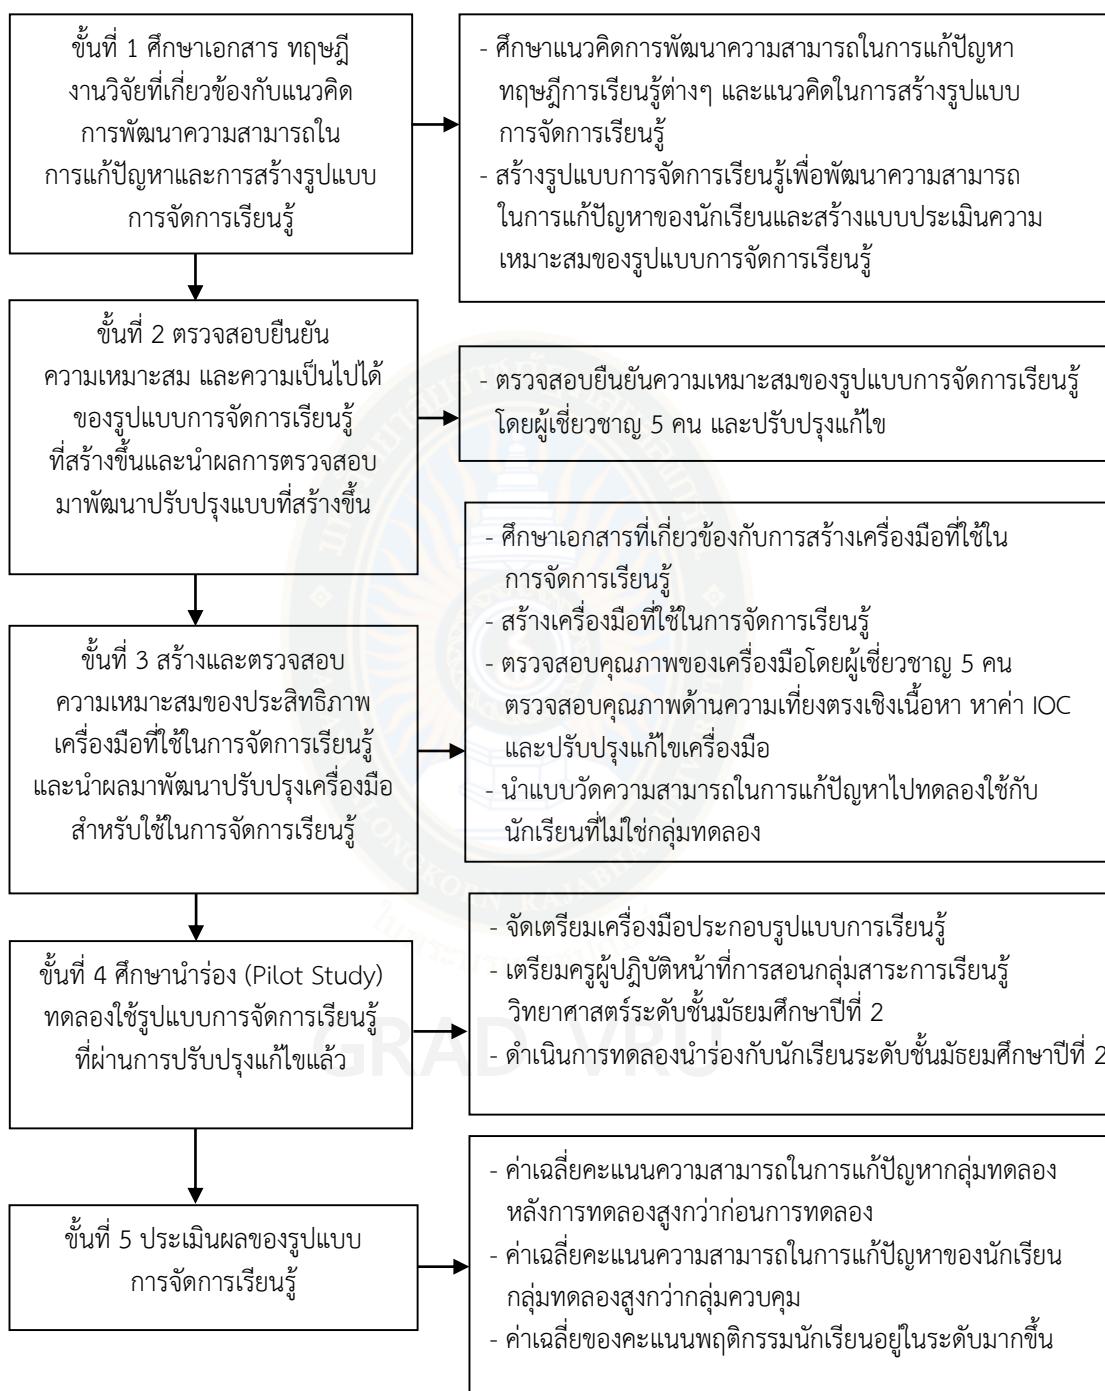 ขั้นที่ 1 ศึกษาเอกสาร ทฤษฎี
งานวิจัยที่เกี่ยวข้องกับแนวคิด
การพัฒนาความสามารถใน
การแก้ปัญหาและการสร้างรูปแบบ
การจัดการเรียนรู้
- ศึกษาแนวคิดการพัฒนาความสามารถในการแก้ปัญหา
ทฤษฎีการเรียนรู้ต่างๆ และแนวคิดในการสร้างรูปแบบ
การจัดการเรียนรู้
- สร้างรูปแบบการจัดการเรียนรู้เพื่อพัฒนาความสามารถ
ในการแก้ปัญหาของนักเรียนและสร้างแบบประเมินความ
เหมาะสมของรูปแบบการจัดการเรียนรู้
ขั้นที่ 2 ตรวจสอบยืนยัน
ความเหมาะสม และความเป็นไปได้
ของรูปแบบการจัดการเรียนรู้
ที่สร้างขึ้นและนำผลการตรวจสอบ
มาพัฒนาปรับปรุงแบบที่สร้างขึ้น
- ตรวจสอบยืนยันความเหมาะสมของรูปแบบการจัดการเรียนรู้
โดยผู้เชี่ยวชาญ 5 คน และปรับปรุงแก้ไข
ขั้นที่ 3 สร้างและตรวจสอบ
ความเหมาะสมของประสิทธิภาพ
เครื่องมือที่ใช้ในการจัดการเรียนรู้
และนำผลมาพัฒนาปรับปรุงเครื่องมือ
สำหรับใช้ในการจัดการเรียนรู้
- ศึกษาเอกสารที่เกี่ยวข้องกับการสร้างเครื่องมือที่ใช้ใน
การจัดการเรียนรู้
- สร้างเครื่องมือที่ใช้ในการจัดการเรียนรู้
- ตรวจสอบคุณภาพของเครื่องมือโดยผู้เชี่ยวชาญ 5 คน
ตรวจสอบคุณภาพด้านความเที่ยงตรงเชิงเนื้อหา หาค่า IOC
และปรับปรุงแก้ไขเครื่องมือ
- นำแบบวัดความสามารถในการแก้ปัญหาไปทดลองใช้กับ
นักเรียนที่ไม่ใช่กลุ่มทดลอง
ขั้นที่ 4 ศึกษานำร่อง (Pilot Study)
ทดลองใช้รูปแบบการจัดการเรียนรู้
ที่ผ่านการปรับปรุงแก้ไขแล้ว
- จัดเตรียมเครื่องมือประกอบรูปแบบการเรียนรู้
- เตรียมครูผู้ปฏิบัติหน้าที่การสอนกลุ่มสาระการเรียนรู้
วิทยาศาสตร์ระดับชั้นมัธยมศึกษาปีที่ 2
- ดำเนินการทดลองนำร่องกับนักเรียนระดับชั้นมัธยมศึกษาปีที่ 2
GRAD VRU
ขั้นที่ 5 ประเมินผลของรูปแบบ
การจัดการเรียนรู้
- ค่าเฉลี่ยคะแนนความสามารถในการแก้ปัญหากลุ่มทดลอง
หลังการทดลองสูงกว่าก่อนการทดลอง
- ค่าเฉลี่ยคะแนนความสามารถในการแก้ปัญหาของนักเรียน
กลุ่มทดลองสูงกว่ากลุ่มควบคุม
- ค่าเฉลี่ยของคะแนนพฤติกรรมนักเรียนอยู่ในระดับมากขึ้น